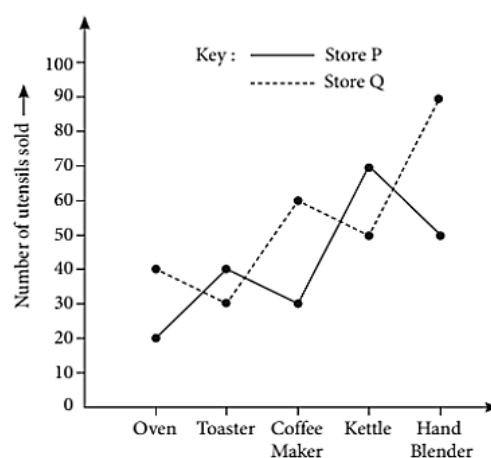 Key :
Store P
Store Q
Number of utensils sold
100
90
80
70
60
50
40
30
20
10
0
Oven
Toaster
Coffee
Maker
Kettle
Hand
Blender